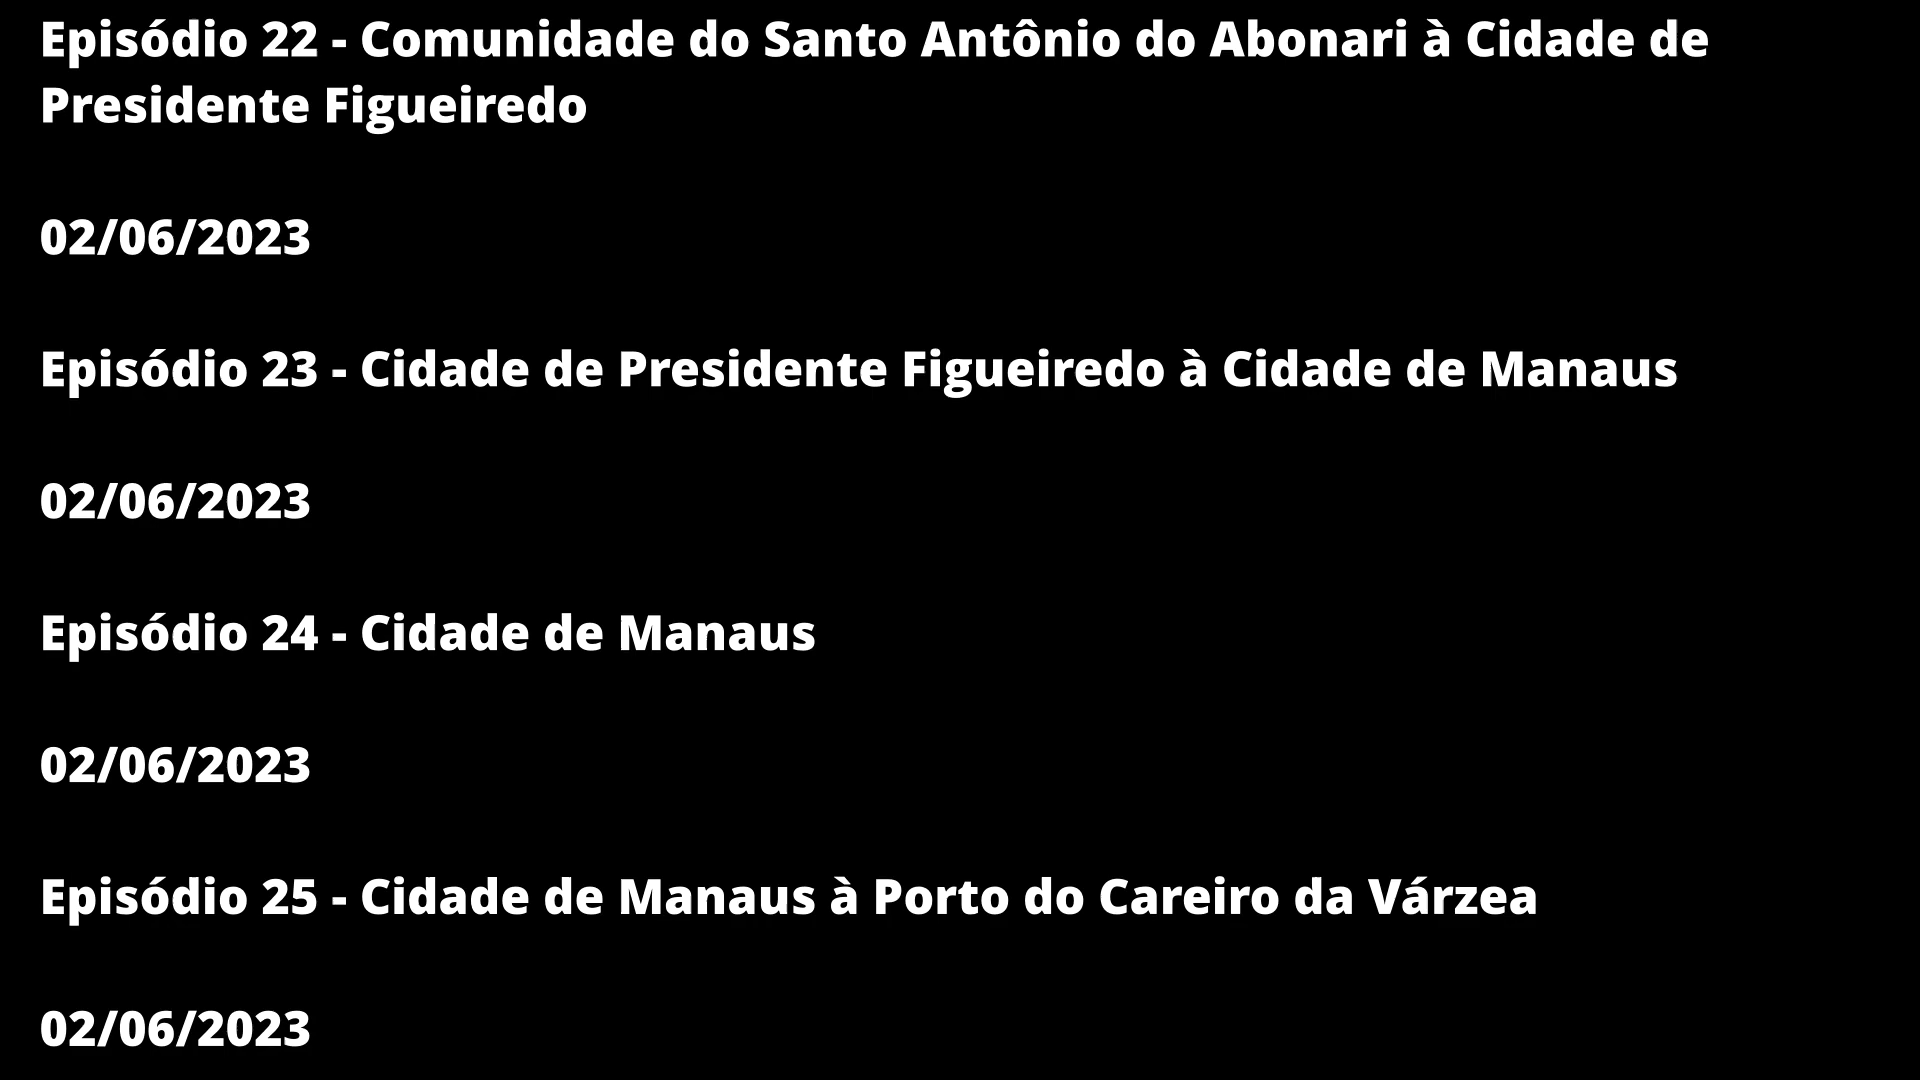 Episódio 22 - Comunidade do Santo Antônio do Abonari à Cidade de
Presidente Figueiredo
02/06/2023
Episódio 23 - Cidade de Presidente Figueiredo à Cidade de Manaus
02/06/2023
Episódio 24 - Cidade de Manaus
02/06/2023
Episódio 25 - Cidade de Manaus à Porto do Careiro da Várzea
02/06/2023